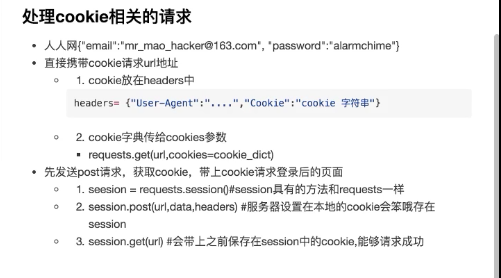 处理cookie相关的请求
人人网{"email":"mr_mao_hacker@163.com", "password":"alarmchime"}
直接携带cookie请求url地址
1. cookie放在headers中
headers= {"User-Agent":"....","Cookie":"cookie 字符串"}
2. cookie字典传给cookies参数
requests.get(url,cookies=cookie_dict)
先发送post请求，获取cookie，带上cookie请求登录后的页面
1. seesion = requests.session()#session具有的方法和requests一样
2. session.post(url,data,headers) #服务器设置在本地的cookie会笨哦存在
session
3. session.get(url) #会带上之前保存在session中的cookie,能够请求成功